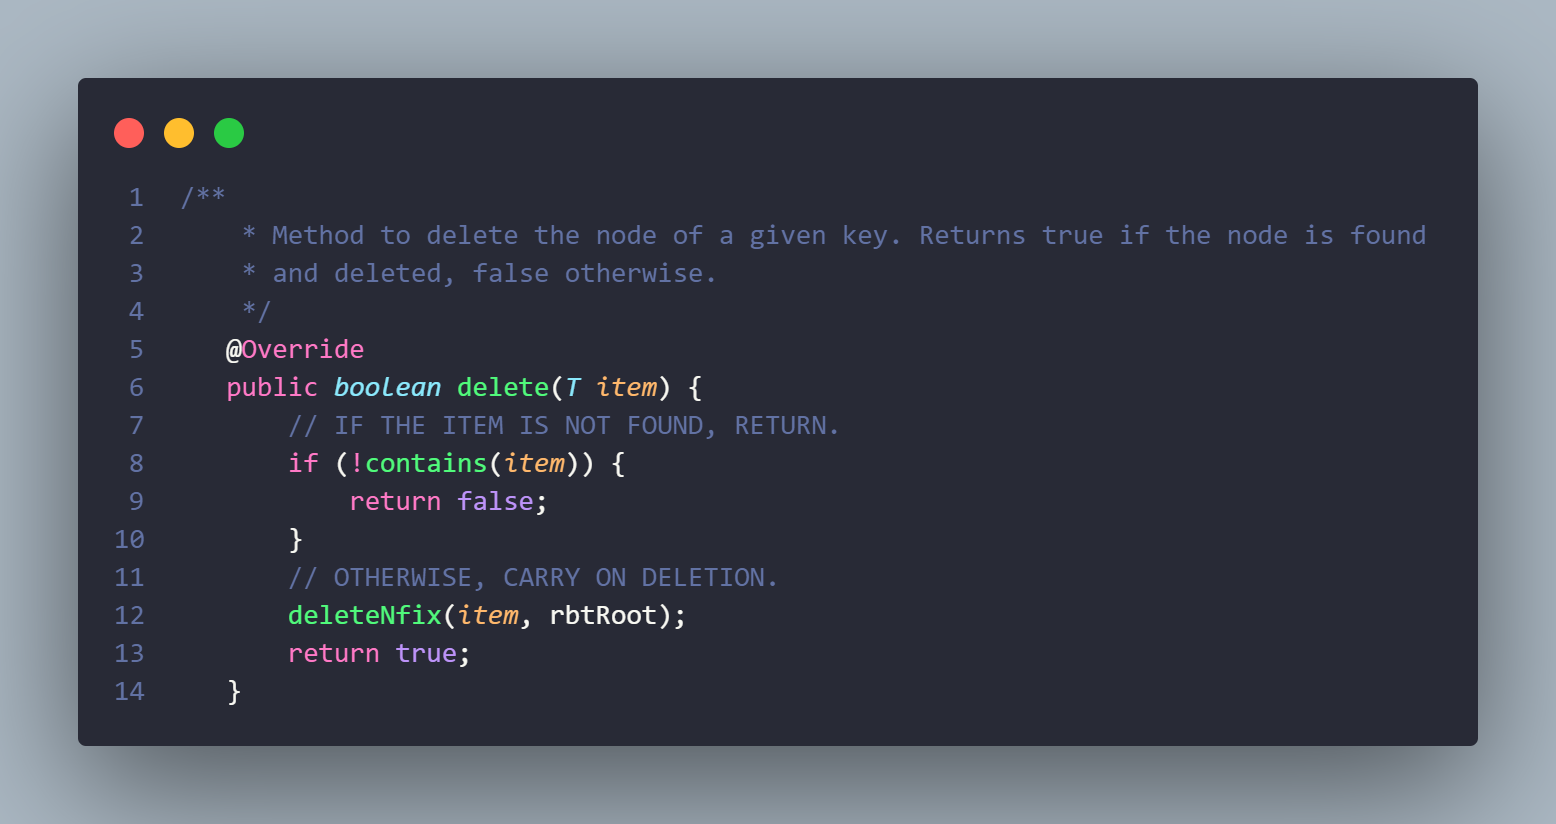 1 /**
2      * Method to delete the node of a given key. Returns true if the node is found
3      * and deleted, false otherwise.
4      */
5     @Override
6     public boolean delete(T item) {
7         // IF THE ITEM IS NOT FOUND, RETURN.
8         if (!contains(item)) {
9             return false;
10         }
11         // OTHERWISE, CARRY ON DELETION.
12         deleteNfix(item, rbtRoot);
13         return true;
14     }